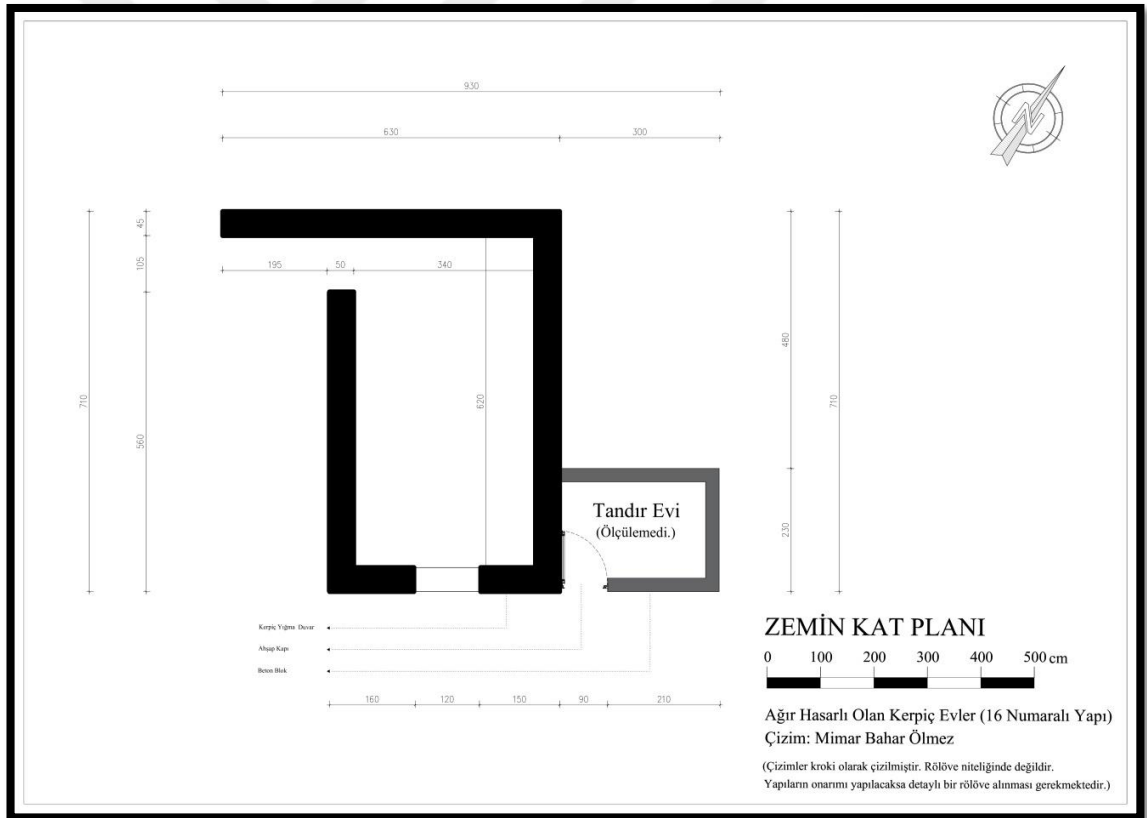 930
630
300
N
45
105
195
50
340
480
710
560
620
710
230
Tandır Evi
(Ölçülemedi.)
Kerpiç Yığma Duvar
Ahşap Kapı
Beton Blok
160
120
150
90
210
ZEMİN KAT PLANI
0 100 200 300 400 500 cm
Ağır Hasarlı Olan Kerpiç Evler (16 Numaralı Yapı)
Çizim: Mimar Bahar Ölmez
(Çizimler kroki olarak çizilmiştir. Rölöve niteliğinde değildir.
Yapıların onarımı yapılacaksa detaylı bir rölöve alınması gerekmektedir.)